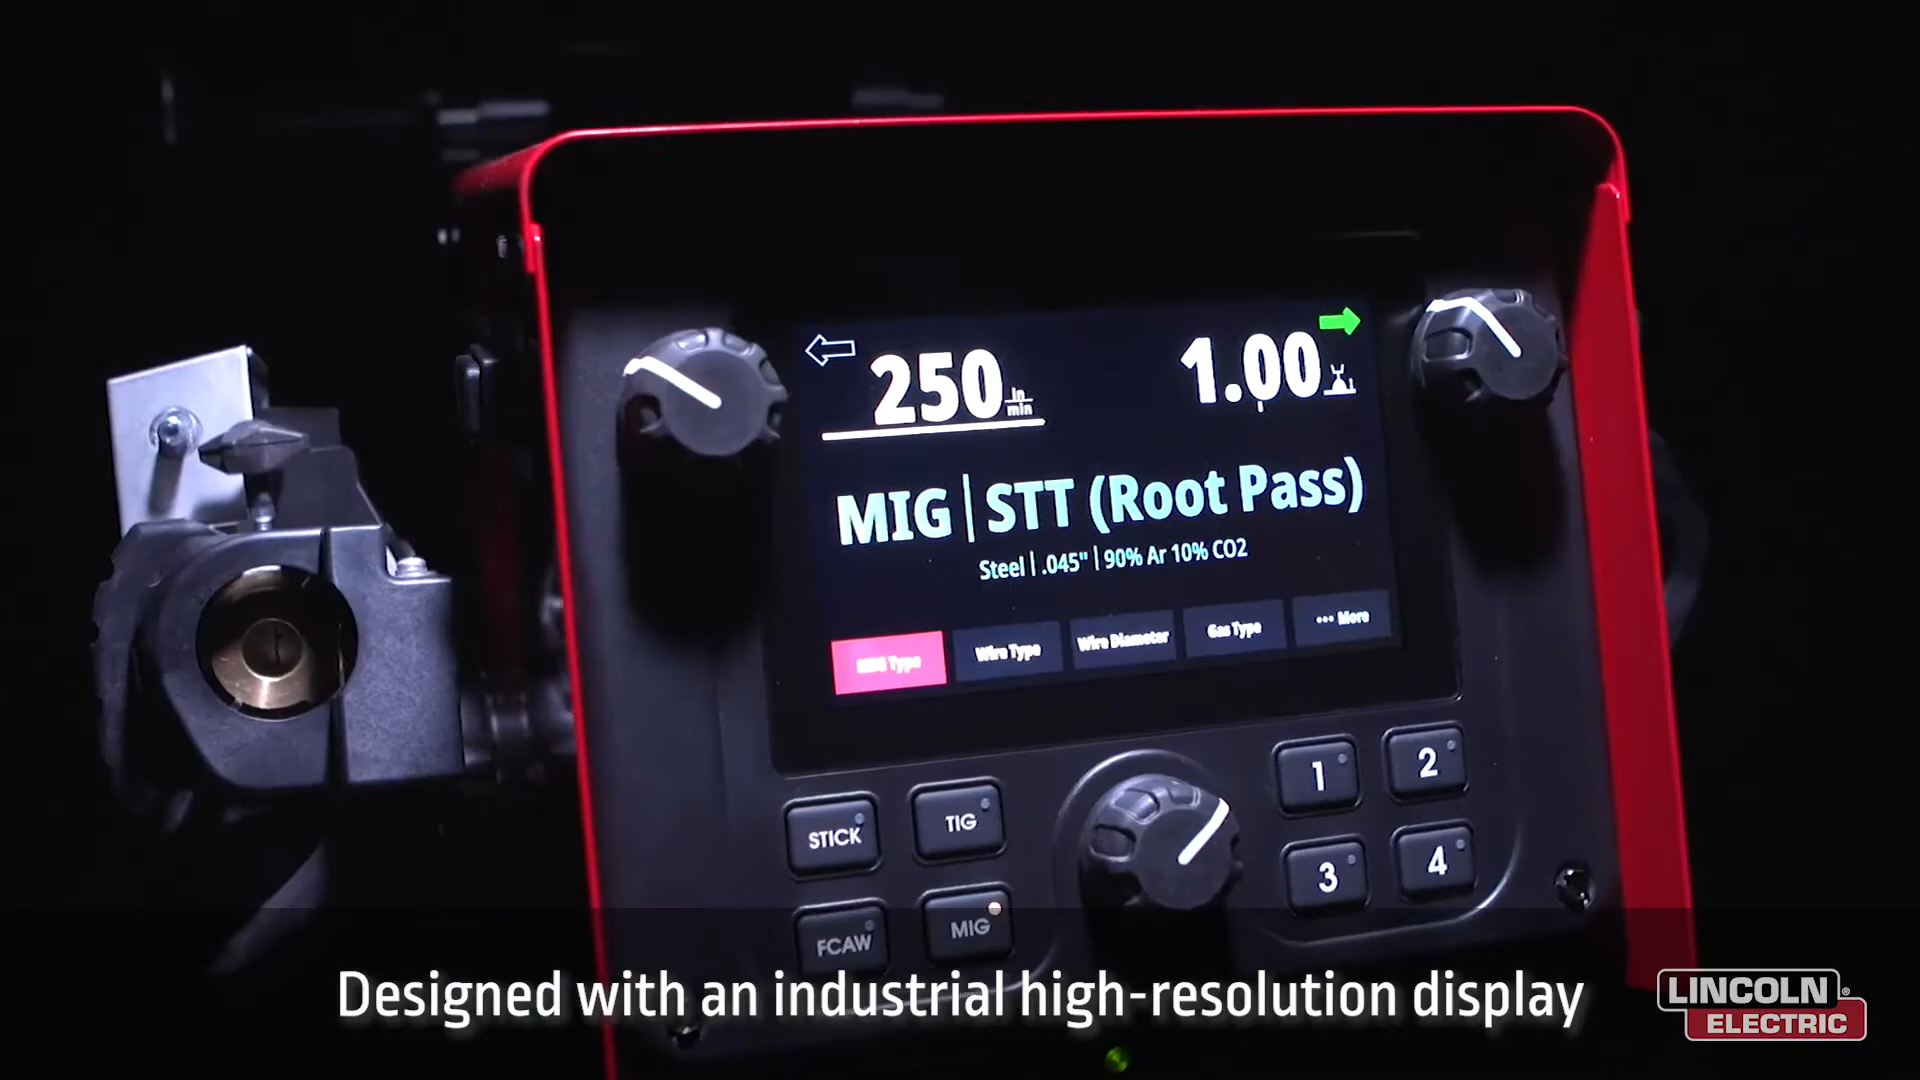 250 in
min
1.00
MIG | STT (Root Pass)
Steel | .045" | 90% Ar 10% CO2
MIG Type
Wire Type
Wire Diameter
Gas Type
••• More
STICK
TIG
1
2
FCAW
MIG
3
4
Designed with an industrial high-resolution display
LINCOLN ®
ELECTRIC